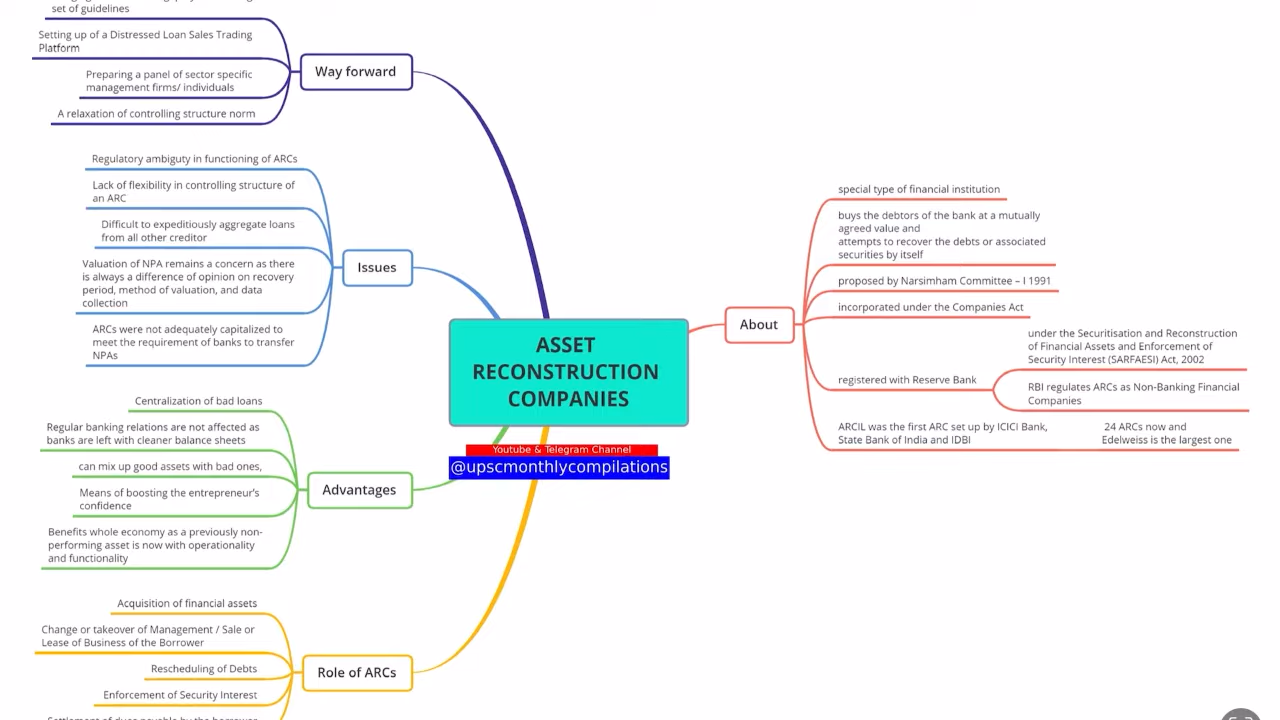 set of guidelines
Setting up of a Distressed Loan Sales Trading
Platform
Preparing a panel of sector specific
management firms/ individuals
A relaxation of controlling structure norm
Way forward
Regulatory ambiguty in functioning of ARCs
Lack of flexibility in controlling structure of
an ARC
Difficult to expeditiously aggregate loans
from all other creditor
Valuation of NPA remains a concern as there
is always a difference of opinion on recovery
period, method of valuation, and data
collection
ARCs were not adequately capitalized to
meet the requirement of banks to transfer
NPAs
Issues
Centralization of bad loans
Regular banking relations are not affected as
banks are left with cleaner balance sheets
can mix up good assets with bad ones,
Means of boosting the entrepreneur's
confidence
Benefits whole economy as a previously non-
performing asset is now with operationality
and functionality
Advantages
Acquisition of financial assets
Change or takeover of Management / Sale or
Lease of Business of the Borrower
Rescheduling of Debts
Enforcement of Security Interest
Settlement of dues payable by the borrower
Role of ARCs
ASSET
RECONSTRUCTION
COMPANIES
Youtube & Telegram Channel
@upscmonthlycompilations
About
special type of financial institution
buys the debtors of the bank at a mutually
agreed value and
attempts to recover the debts or associated
securities by itself
proposed by Narsimham Committee – I 1991
incorporated under the Companies Act
registered with Reserve Bank
under the Securitisation and Reconstruction
of Financial Assets and Enforcement of
Security Interest (SARFAESI) Act, 2002
RBI regulates ARCs as Non-Banking Financial
Companies
ARCIL was the first ARC set up by ICICI Bank,
State Bank of India and IDBI
24 ARCs now and
Edelweiss is the largest one